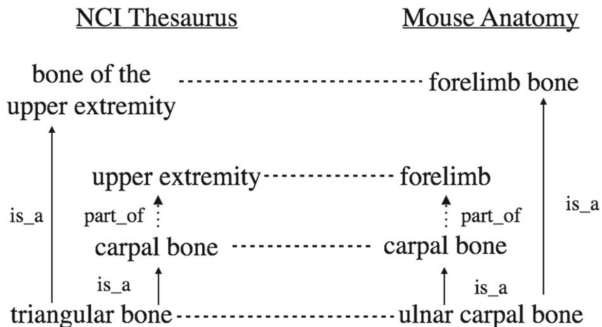 NCI Thesaurus
Mouse Anatomy
bone of the
upper extremity
forelimb bone
upper extremity
forelimb
is_a
part_of
part_of
is_a
carpal bone
carpal bone
is_a
is_a
triangular bone
ulnar carpal bone